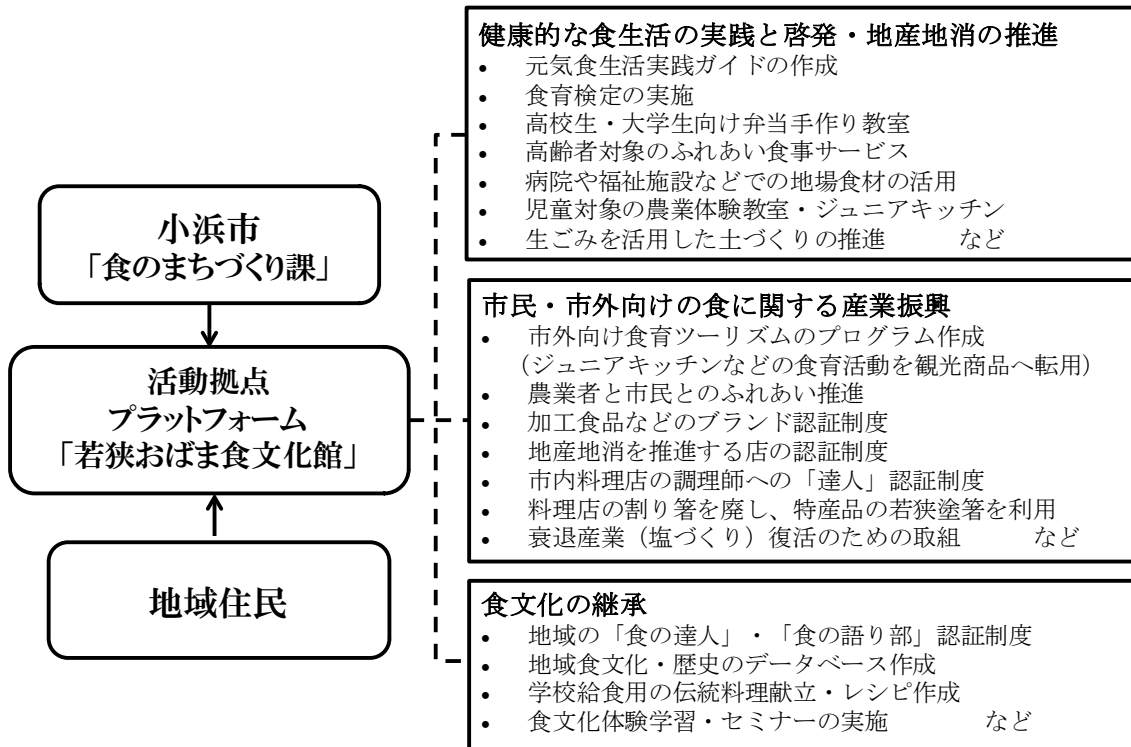 小浜市
「食のまちづくり課」
活動拠点
プラットフォーム
「若狭おばま食文化館」
地域住民
健康的な食生活の実践と啓発・地産地消の推進
• 元気食生活実践ガイドの作成
• 食育検定の実施
• 高校生・大学生向け弁当手作り教室
• 高齢者対象のふれあい食事サービス
• 病院や福祉施設などでの地場食材の活用
• 児童対象の農業体験教室・ジュニアキッチン
• 生ごみを活用した土づくりの推進 など
市民・市外向けの食に関する産業振興
• 市外向け食育ツーリズムのプログラム作成
(ジュニアキッチンなどの食育活動を観光商品へ転用)
• 農業者と市民とのふれあい推進
• 加工食品などのブランド認証制度
• 地産地消を推進する店の認証制度
• 市内料理店の調理師への「達人」認証制度
• 料理店の割り箸を廃し、特産品の若狭塗箸を利用
• 衰退産業(塩づくり)復活のための取組 など
食文化の継承
• 地域の「食の達人」・「食の語り部」認証制度
• 地域食文化・歴史のデータベース作成
• 学校給食用の伝統料理献立・レシピ作成
• 食文化体験学習・セミナーの実施 など